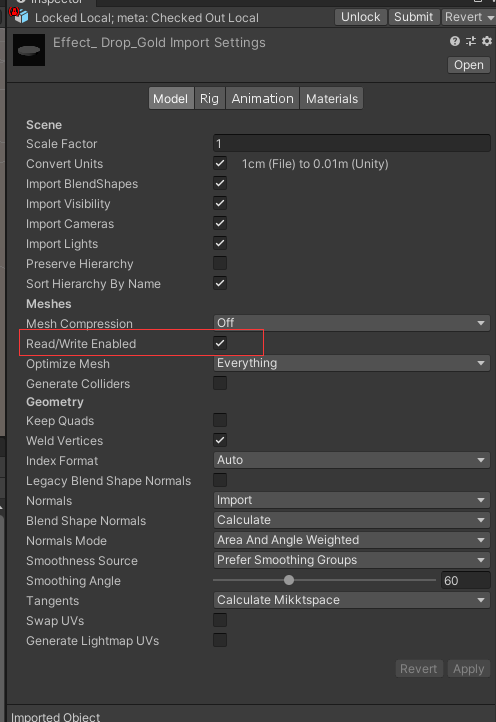 Inspector
Locked Local; meta: Checked Out Local Unlock Submit Revert
Effect_ Drop_Gold Import Settings
Open
Model Rig Animation Materials
Scene
Scale Factor 1
Convert Units 1cm (File) to 0.01m (Unity)
Import BlendShapes
Import Visibility
Import Cameras
Import Lights
Preserve Hierarchy
Sort Hierarchy By Name
Meshes
Mesh Compression Off
Read/Write Enabled
Optimize Mesh Everything
Generate Colliders
Geometry
Keep Quads
Weld Vertices
Index Format Auto
Legacy Blend Shape Normals
Normals Import
Blend Shape Normals Calculate
Normals Mode Area And Angle Weighted
Smoothness Source Prefer Smoothing Groups
Smoothing Angle 60
Tangents Calculate Mikktspace
Swap UVs
Generate Lightmap UVs
Revert Apply
Imported Object